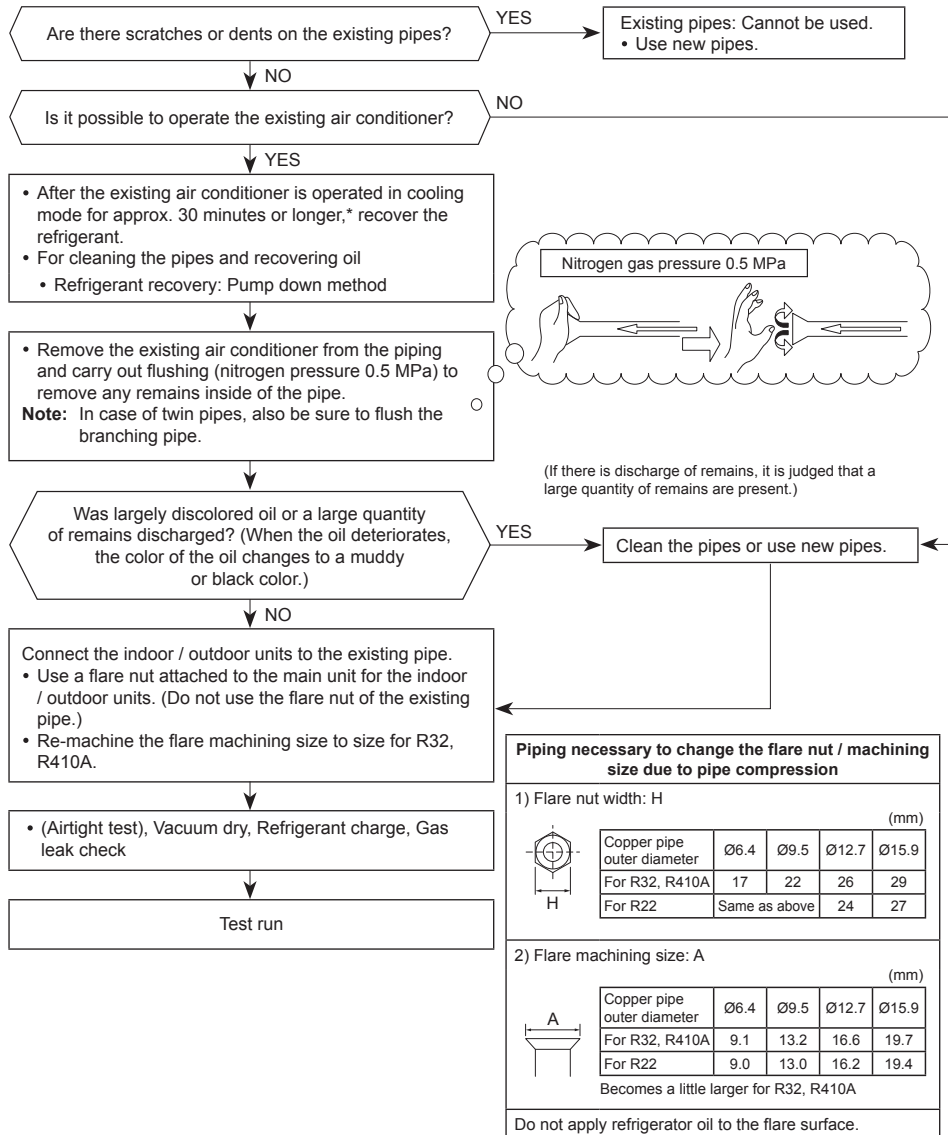 Are there scratches or dents on the existing pipes?
YES
Existing pipes: Cannot be used.
• Use new pipes.
NO
Is it possible to operate the existing air conditioner?
NO
YES
• After the existing air conditioner is operated in cooling
mode for approx. 30 minutes or longer,* recover the
refrigerant.
• For cleaning the pipes and recovering oil
• Refrigerant recovery: Pump down method
Nitrogen gas pressure 0.5 MPa
• Remove the existing air conditioner from the piping
and carry out flushing (nitrogen pressure 0.5 MPa) to
remove any remains inside of the pipe.
Note: In case of twin pipes, also be sure to flush the
branching pipe.
(If there is discharge of remains, it is judged that a
large quantity of remains are present.)
Was largely discolored oil or a large quantity
of remains discharged? (When the oil deteriorates,
the color of the oil changes to a muddy
or black color.)
YES
Clean the pipes or use new pipes.
NO
Connect the indoor / outdoor units to the existing pipe.
• Use a flare nut attached to the main unit for the indoor
/ outdoor units. (Do not use the flare nut of the existing
pipe.)
• Re-machine the flare machining size to size for R32,
R410A.
• (Airtight test), Vacuum dry, Refrigerant charge, Gas
leak check
Test run
Piping necessary to change the flare nut / machining
size due to pipe compression
1) Flare nut width: H
(mm)
H
Copper pipe
outer diameter Ø6.4 Ø9.5 Ø12.7 Ø15.9
For R32, R410A 17 22 26 29
For R22 Same as above 24 27
2) Flare machining size: A
(mm)
A
Copper pipe
outer diameter Ø6.4 Ø9.5 Ø12.7 Ø15.9
For R32, R410A 9.1 13.2 16.6 19.7
For R22 9.0 13.0 16.2 19.4
Becomes a little larger for R32, R410A
Do not apply refrigerator oil to the flare surface.